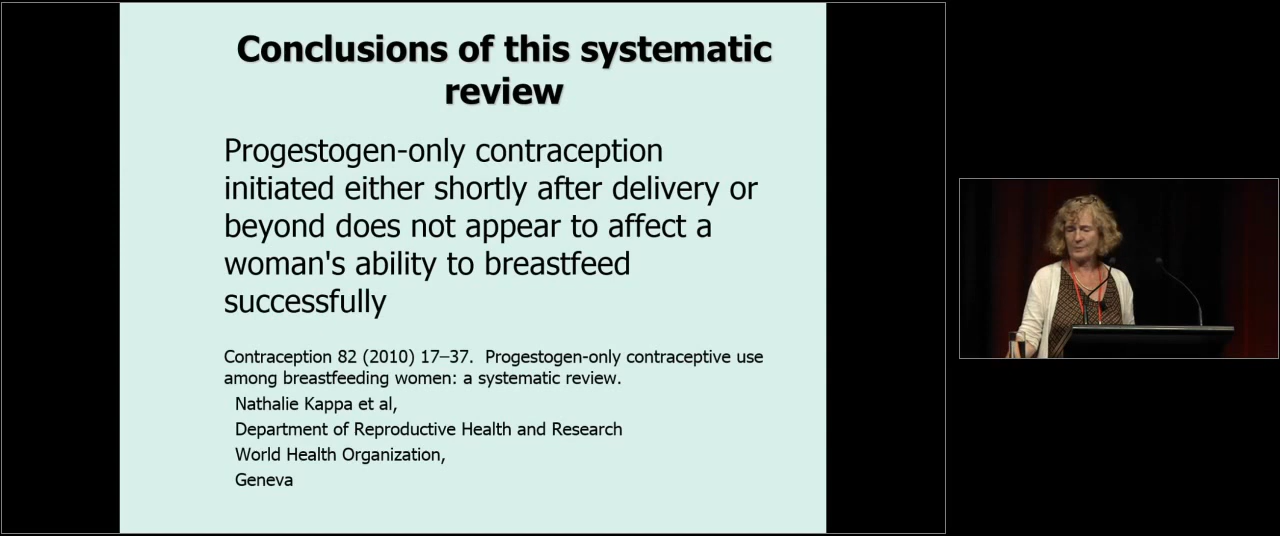 Conclusions of this systematic
review
Progestogen-only contraception
initiated either shortly after delivery or
beyond does not appear to affect a
woman's ability to breastfeed
successfully
Contraception 82 (2010) 17–37.  Progestogen-only contraceptive use
among breastfeeding women: a systematic review.
Nathalie Kappa et al,
Department of Reproductive Health and Research
World Health Organization,
Geneva